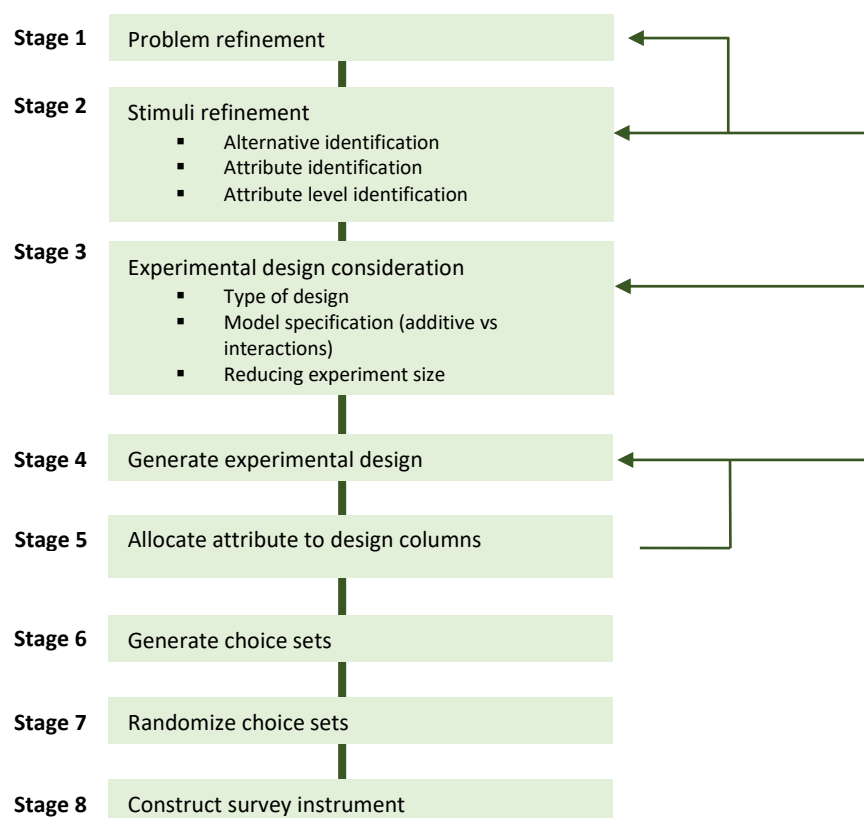 Stage 1 Problem refinement
Stage 2 Stimuli refinement
▪ Alternative identification
▪ Attribute identification
▪ Attribute level identification
Stage 3 Experimental design consideration
▪ Type of design
▪ Model specification (additive vs
interactions)
▪ Reducing experiment size
Stage 4 Generate experimental design
Stage 5 Allocate attribute to design columns
Stage 6 Generate choice sets
Stage 7 Randomize choice sets
Stage 8 Construct survey instrument